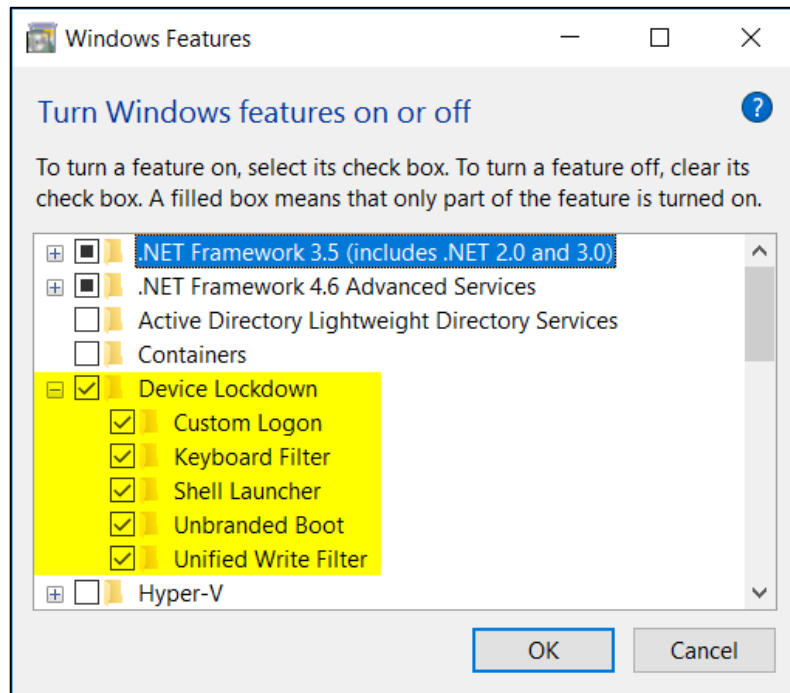 Windows Features
Turn Windows features on or off
?
To turn a feature on, select its check box. To turn a feature off, clear its
check box. A filled box means that only part of the feature is turned on.
.NET Framework 3.5 (includes .NET 2.0 and 3.0)
.NET Framework 4.6 Advanced Services
Active Directory Lightweight Directory Services
Containers
Device Lockdown
Custom Logon
Keyboard Filter
Shell Launcher
Unbranded Boot
Unified Write Filter
Hyper-V
OK
Cancel